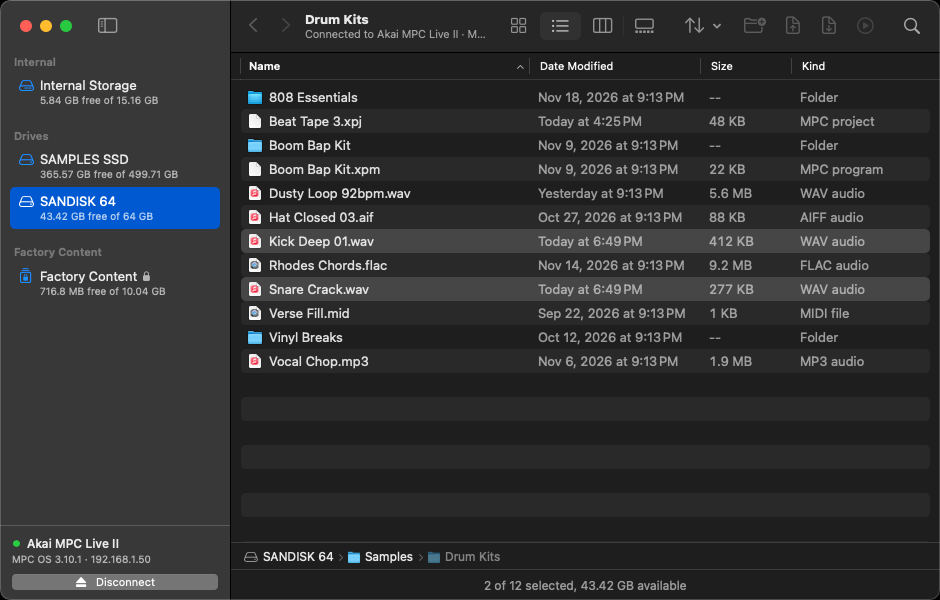 Drum Kits
Connected to Akai MPC Live II · M...
Internal
Internal Storage
5.84 GB free of 15.16 GB
Drives
SAMPLES SSD
365.57 GB free of 499.71 GB
SANDISK 64
43.42 GB free of 64 GB
Factory Content
Factory Content
716.8 MB free of 10.04 GB
Akai MPC Live II
MPC OS 3.10.1 · 192.168.1.50
Disconnect
Name Date Modified Size Kind
808 Essentials Nov 18, 2026 at 9:13 PM -- Folder
Beat Tape 3.xpj Today at 4:25 PM 48 KB MPC project
Boom Bap Kit Nov 9, 2026 at 9:13 PM -- Folder
Boom Bap Kit.xpm Nov 9, 2026 at 9:13 PM 22 KB MPC program
Dusty Loop 92bpm.wav Yesterday at 9:13 PM 5.6 MB WAV audio
Hat Closed 03.aif Oct 27, 2026 at 9:13 PM 88 KB AIFF audio
Kick Deep 01.wav Today at 6:49 PM 412 KB WAV audio
Rhodes Chords.flac Nov 14, 2026 at 9:13 PM 9.2 MB FLAC audio
Snare Crack.wav Today at 6:49 PM 277 KB WAV audio
Verse Fill.mid Sep 22, 2026 at 9:13 PM 1 KB MIDI file
Vinyl Breaks Oct 12, 2026 at 9:13 PM -- Folder
Vocal Chop.mp3 Nov 6, 2026 at 9:13 PM 1.9 MB MP3 audio
SANDISK 64 › Samples › Drum Kits
2 of 12 selected, 43.42 GB available